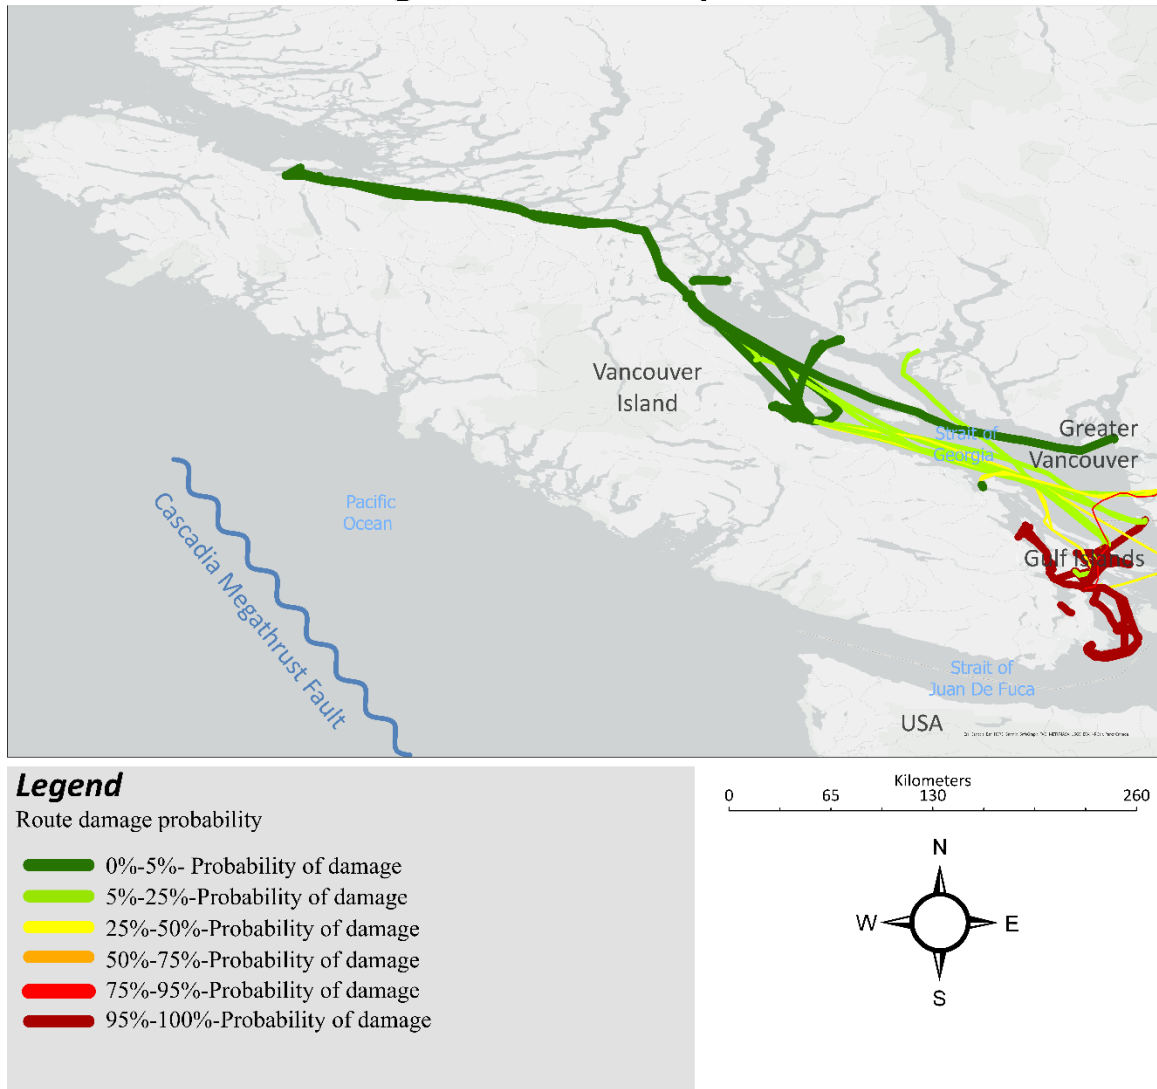 Vancouver
Island
Greater
Vancouver
Strait of
Georgia
Pacific
Ocean
Cascadia Megathrust Fault
Gulf Islands
Strait of
Juan De Fuca
USA
Legend
Route damage probability
0%-5%- Probability of damage
5%-25%-Probability of damage
25%-50%-Probability of damage
50%-75%-Probability of damage
75%-95%-Probability of damage
95%-100%-Probability of damage
Kilometers
0 65 130 260
N
W E
S